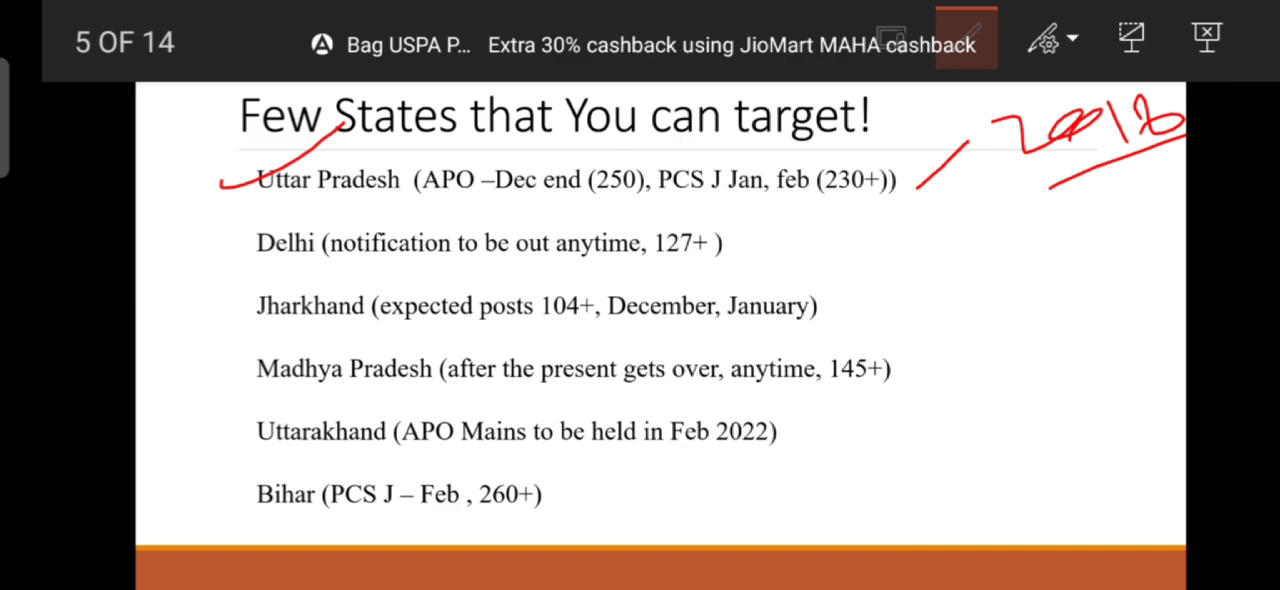 5 OF 14
Bag USPA P... Extra 30% cashback using JioMart MAHA cashback
Few States that You can target!
Uttar Pradesh (APO –Dec end (250), PCS J Jan, feb (230+))
Delhi (notification to be out anytime, 127+ )
Jharkhand (expected posts 104+, December, January)
Madhya Pradesh (after the present gets over, anytime, 145+)
Uttarakhand (APO Mains to be held in Feb 2022)
Bihar (PCS J – Feb , 260+)